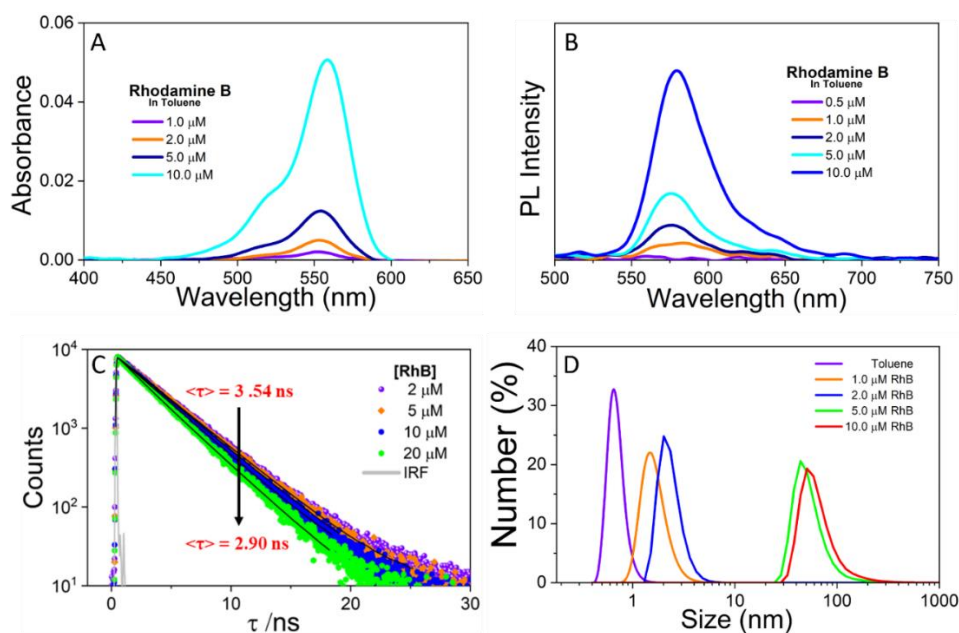 A
0.06
0.04
0.02
0.00
Absorbance
Rhodamine B
In Toluene
1.0 μM
2.0 μM
5.0 μM
10.0 μM
400 450 500 550 600 650
Wavelength (nm)
B
PL Intensity
Rhodamine B
In Toluene
0.5 μM
1.0 μM
2.0 μM
5.0 μM
10.0 μM
500 550 600 650 700 750
Wavelength (nm)
C
10⁴
10³
10²
10¹
Counts
<τ> = 3 .54 ns
<τ> = 2.90 ns
[RhB]
2 μM
5 μM
10 μM
20 μM
IRF
0 10 20 30
τ /ns
D
40
30
20
10
0
Number (%)
Toluene
1.0 μM RhB
2.0 μM RhB
5.0 μM RhB
10.0 μM RhB
1 10 100 1000
Size (nm)